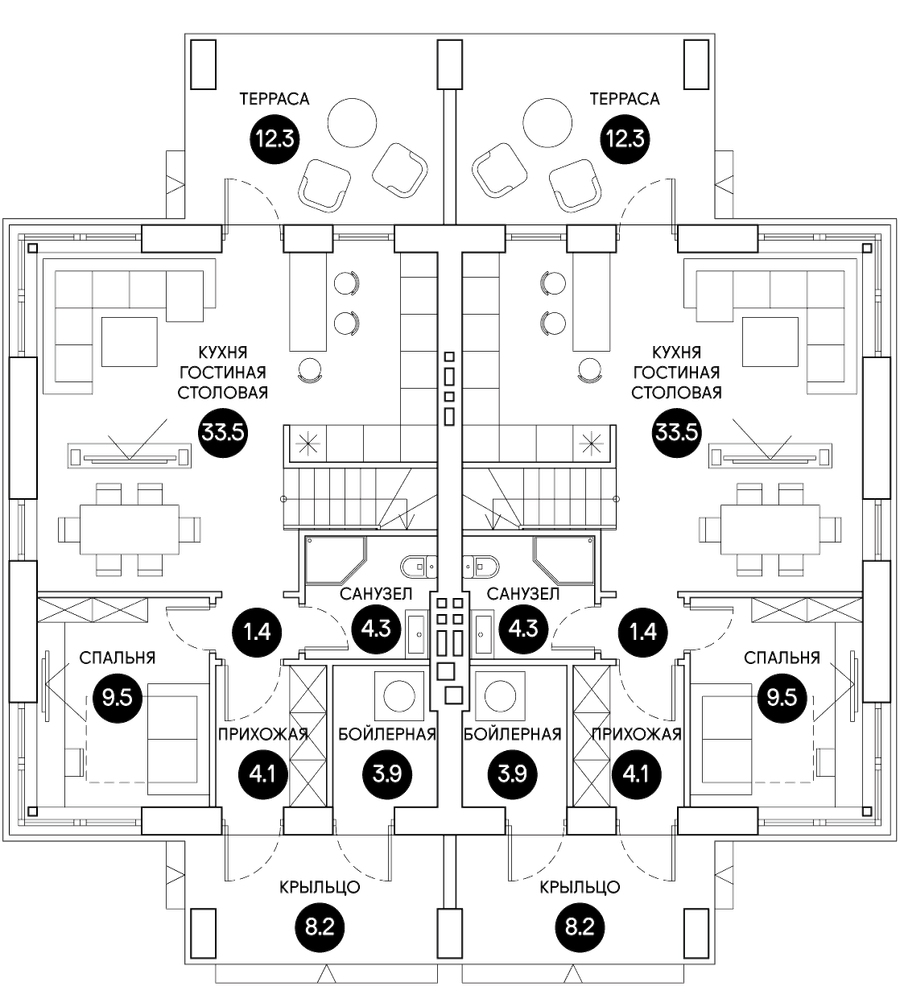 ТЕРРАСА
12.3
ТЕРРАСА
12.3
КУХНЯ
ГОСТИНАЯ
СТОЛОВАЯ
33.5
КУХНЯ
ГОСТИНАЯ
СТОЛОВАЯ
33.5
САНУЗЕЛ
4.3
САНУЗЕЛ
4.3
1.4
1.4
СПАЛЬНЯ
9.5
СПАЛЬНЯ
9.5
ПРИХОЖАЯ
4.1
БОЙЛЕРНАЯ
3.9
БОЙЛЕРНАЯ
3.9
ПРИХОЖАЯ
4.1
КРЫЛЬЦО
8.2
КРЫЛЬЦО
8.2